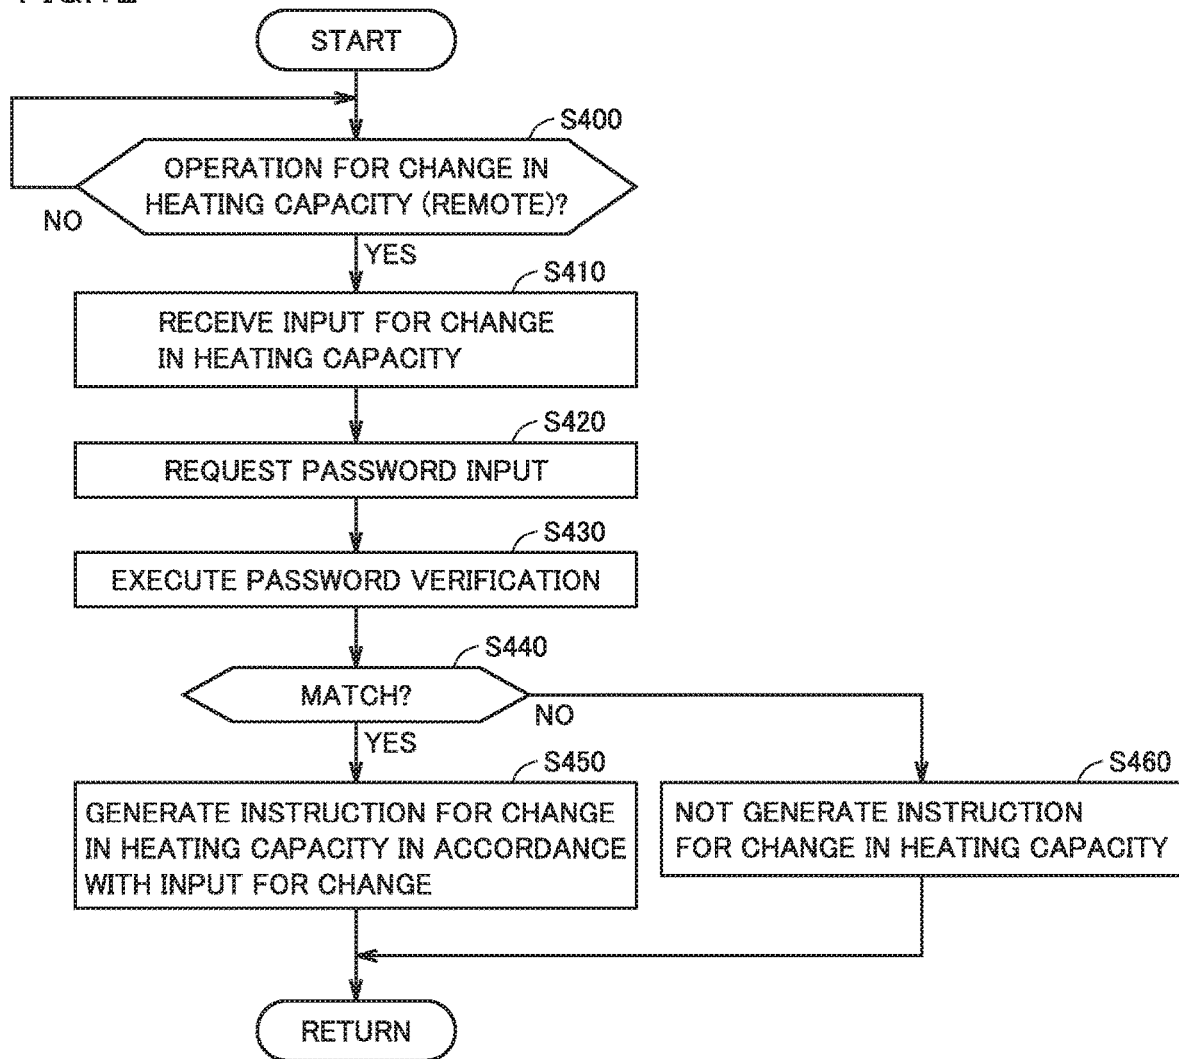 START
S400
OPERATION FOR CHANGE IN
HEATING CAPACITY (REMOTE)?
NO
YES
S410
RECEIVE INPUT FOR CHANGE
IN HEATING CAPACITY
S420
REQUEST PASSWORD INPUT
S430
EXECUTE PASSWORD VERIFICATION
S440
MATCH?
NO
YES
S450
GENERATE INSTRUCTION FOR CHANGE
IN HEATING CAPACITY IN ACCORDANCE
WITH INPUT FOR CHANGE
S460
NOT GENERATE INSTRUCTION
FOR CHANGE IN HEATING CAPACITY
RETURN